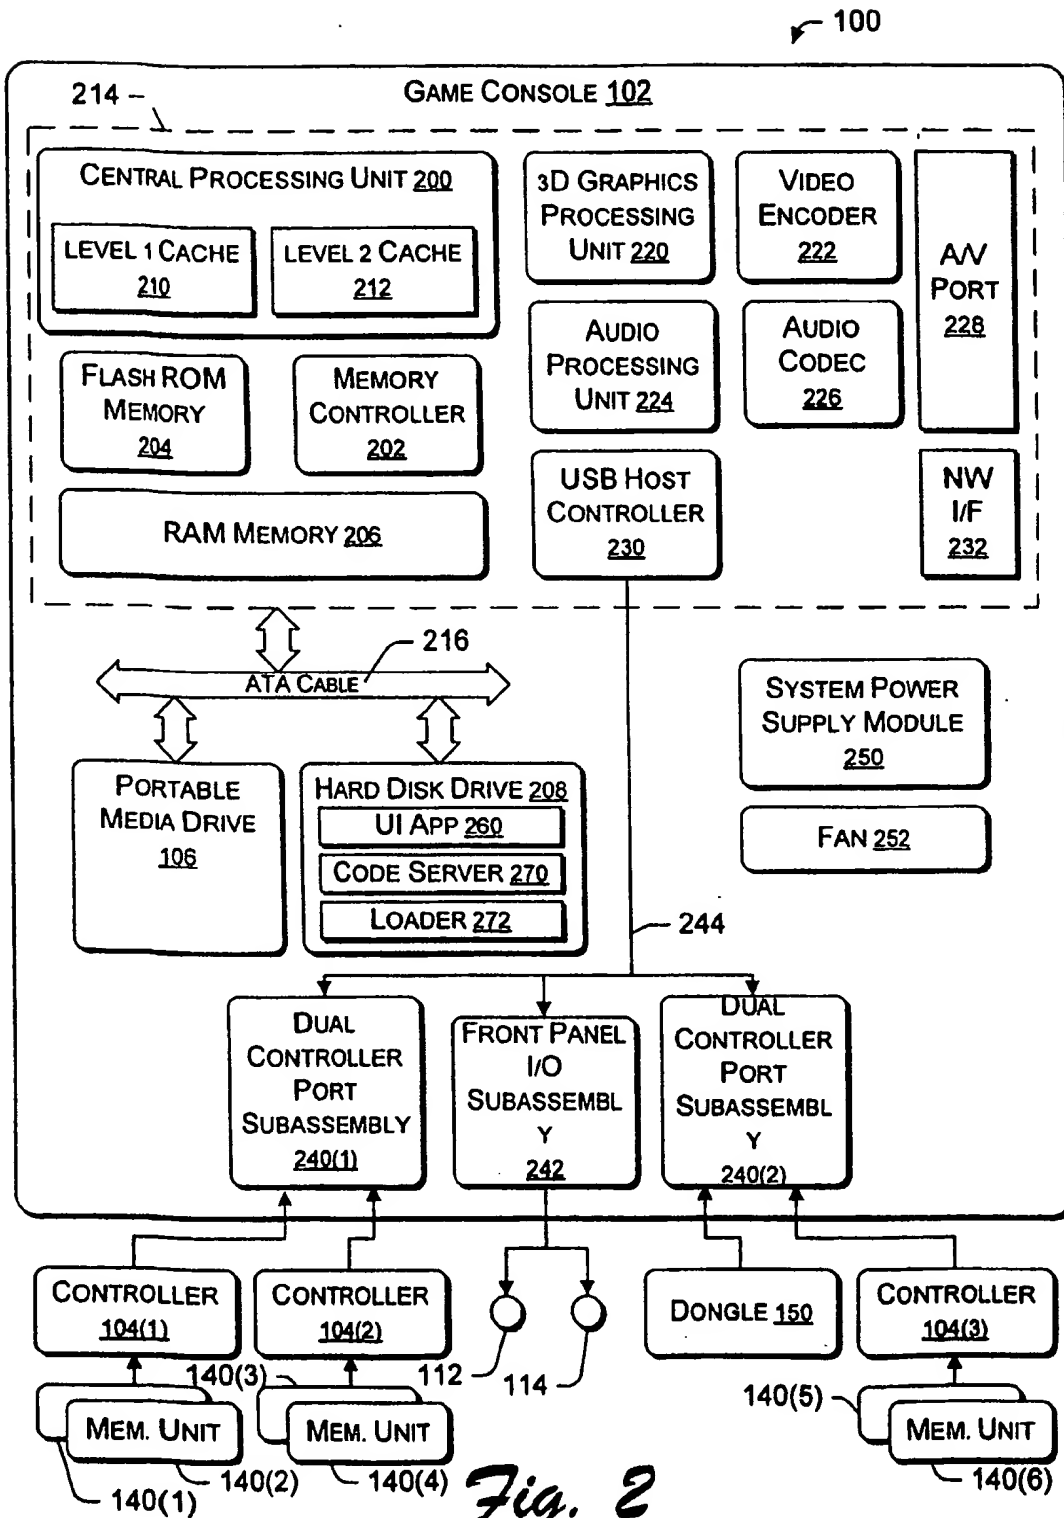 100
GAME CONSOLE 102
214
CENTRAL PROCESSING UNIT 200
LEVEL 1 CACHE
210
LEVEL 2 CACHE
212
3D GRAPHICS
PROCESSING
UNIT 220
VIDEO
ENCODER
222
A/V
PORT
228
FLASH ROM
MEMORY
204
MEMORY
CONTROLLER
202
AUDIO
PROCESSING
UNIT 224
AUDIO
CODEC
226
RAM MEMORY 206
USB HOST
CONTROLLER
230
NW
I/F
232
216
ATA CABLE
PORTABLE
MEDIA DRIVE
106
HARD DISK DRIVE 208
UI APP 260
CODE SERVER 270
LOADER 272
SYSTEM POWER
SUPPLY MODULE
250
FAN 252
244
DUAL
CONTROLLER
PORT
SUBASSEMBLY
240(1)
FRONT PANEL
I/O
SUBASSEMBL
Y
242
DUAL
CONTROLLER
PORT
SUBASSEMBL
Y
240(2)
CONTROLLER
104(1)
CONTROLLER
104(2)
112
114
DONGLE 150
CONTROLLER
104(3)
MEM. UNIT
140(1)
140(2)
140(3)
MEM. UNIT
140(4)
140(5)
MEM. UNIT
140(6)
Fig. 2